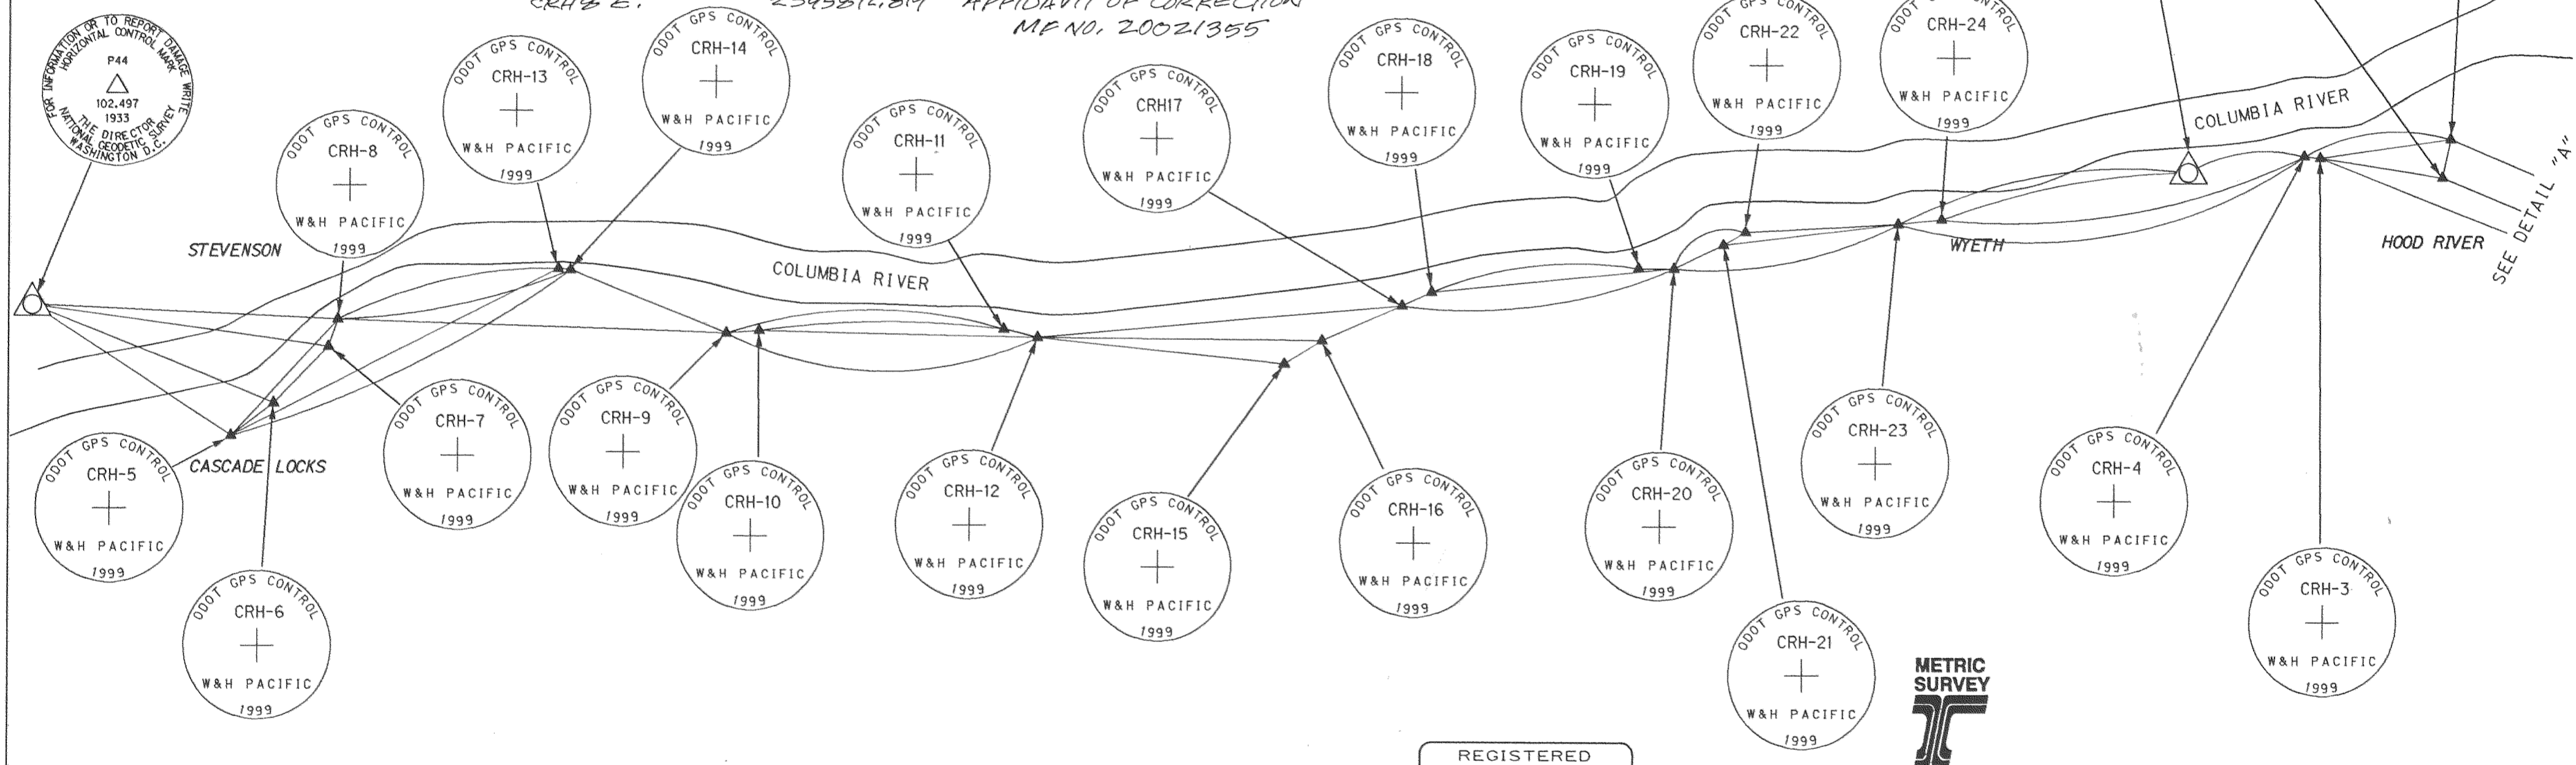 CRH8 E. 2595812.819 AFFIDAVIT OF CORRECTION
MF NO. 20021355
FOR INFORMATION OR TO REPORT DAMAGE WRITE
HORIZONTAL CONTROL MARK
P44
102.497
1933
THE DIRECTOR
NATIONAL GEODETIC SURVEY
WASHINGTON D.C.
ODOT GPS CONTROL
CRH-8
W&H PACIFIC
1999
ODOT GPS CONTROL
CRH-13
W&H PACIFIC
1999
ODOT GPS CONTROL
CRH-14
W&H PACIFIC
1999
ODOT GPS CONTROL
CRH-11
W&H PACIFIC
1999
ODOT GPS CONTROL
CRH17
W&H PACIFIC
1999
ODOT GPS CONTROL
CRH-18
W&H PACIFIC
1999
ODOT GPS CONTROL
CRH-19
W&H PACIFIC
1999
ODOT GPS CONTROL
CRH-22
W&H PACIFIC
1999
ODOT GPS CONTROL
CRH-24
W&H PACIFIC
1999
STEVENSON
COLUMBIA RIVER
COLUMBIA RIVER
WYETH
HOOD RIVER
SEE DETAIL "A"
CASCADE LOCKS
ODOT GPS CONTROL
CRH-5
W&H PACIFIC
1999
ODOT GPS CONTROL
CRH-6
W&H PACIFIC
1999
ODOT GPS CONTROL
CRH-7
W&H PACIFIC
1999
ODOT GPS CONTROL
CRH-9
W&H PACIFIC
1999
ODOT GPS CONTROL
CRH-10
W&H PACIFIC
1999
ODOT GPS CONTROL
CRH-12
W&H PACIFIC
1999
ODOT GPS CONTROL
CRH-15
W&H PACIFIC
1999
ODOT GPS CONTROL
CRH-16
W&H PACIFIC
1999
ODOT GPS CONTROL
CRH-20
W&H PACIFIC
1999
ODOT GPS CONTROL
CRH-21
W&H PACIFIC
1999
ODOT GPS CONTROL
CRH-23
W&H PACIFIC
1999
ODOT GPS CONTROL
CRH-4
W&H PACIFIC
1999
ODOT GPS CONTROL
CRH-3
W&H PACIFIC
1999
METRIC
SURVEY
REGISTERED